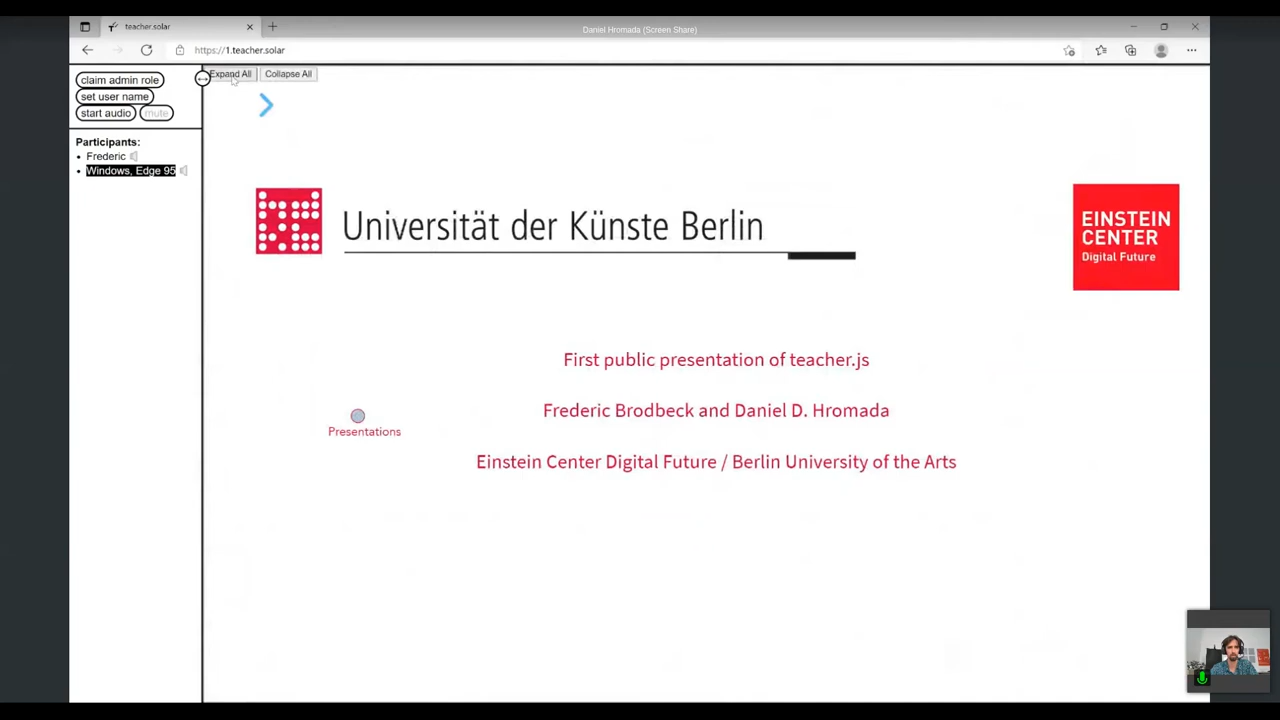 Daniel Hromada (Screen Share)
teacher.solar
https://1.teacher.solar
claim admin role
set user name
start audio mute
Participants:
Frederic
Windows, Edge 95
Expand All Collapse All
Universität der Künste Berlin
EINSTEIN
CENTER
Digital Future
First public presentation of teacher.js
Frederic Brodbeck and Daniel D. Hromada
Presentations
Einstein Center Digital Future / Berlin University of the Arts